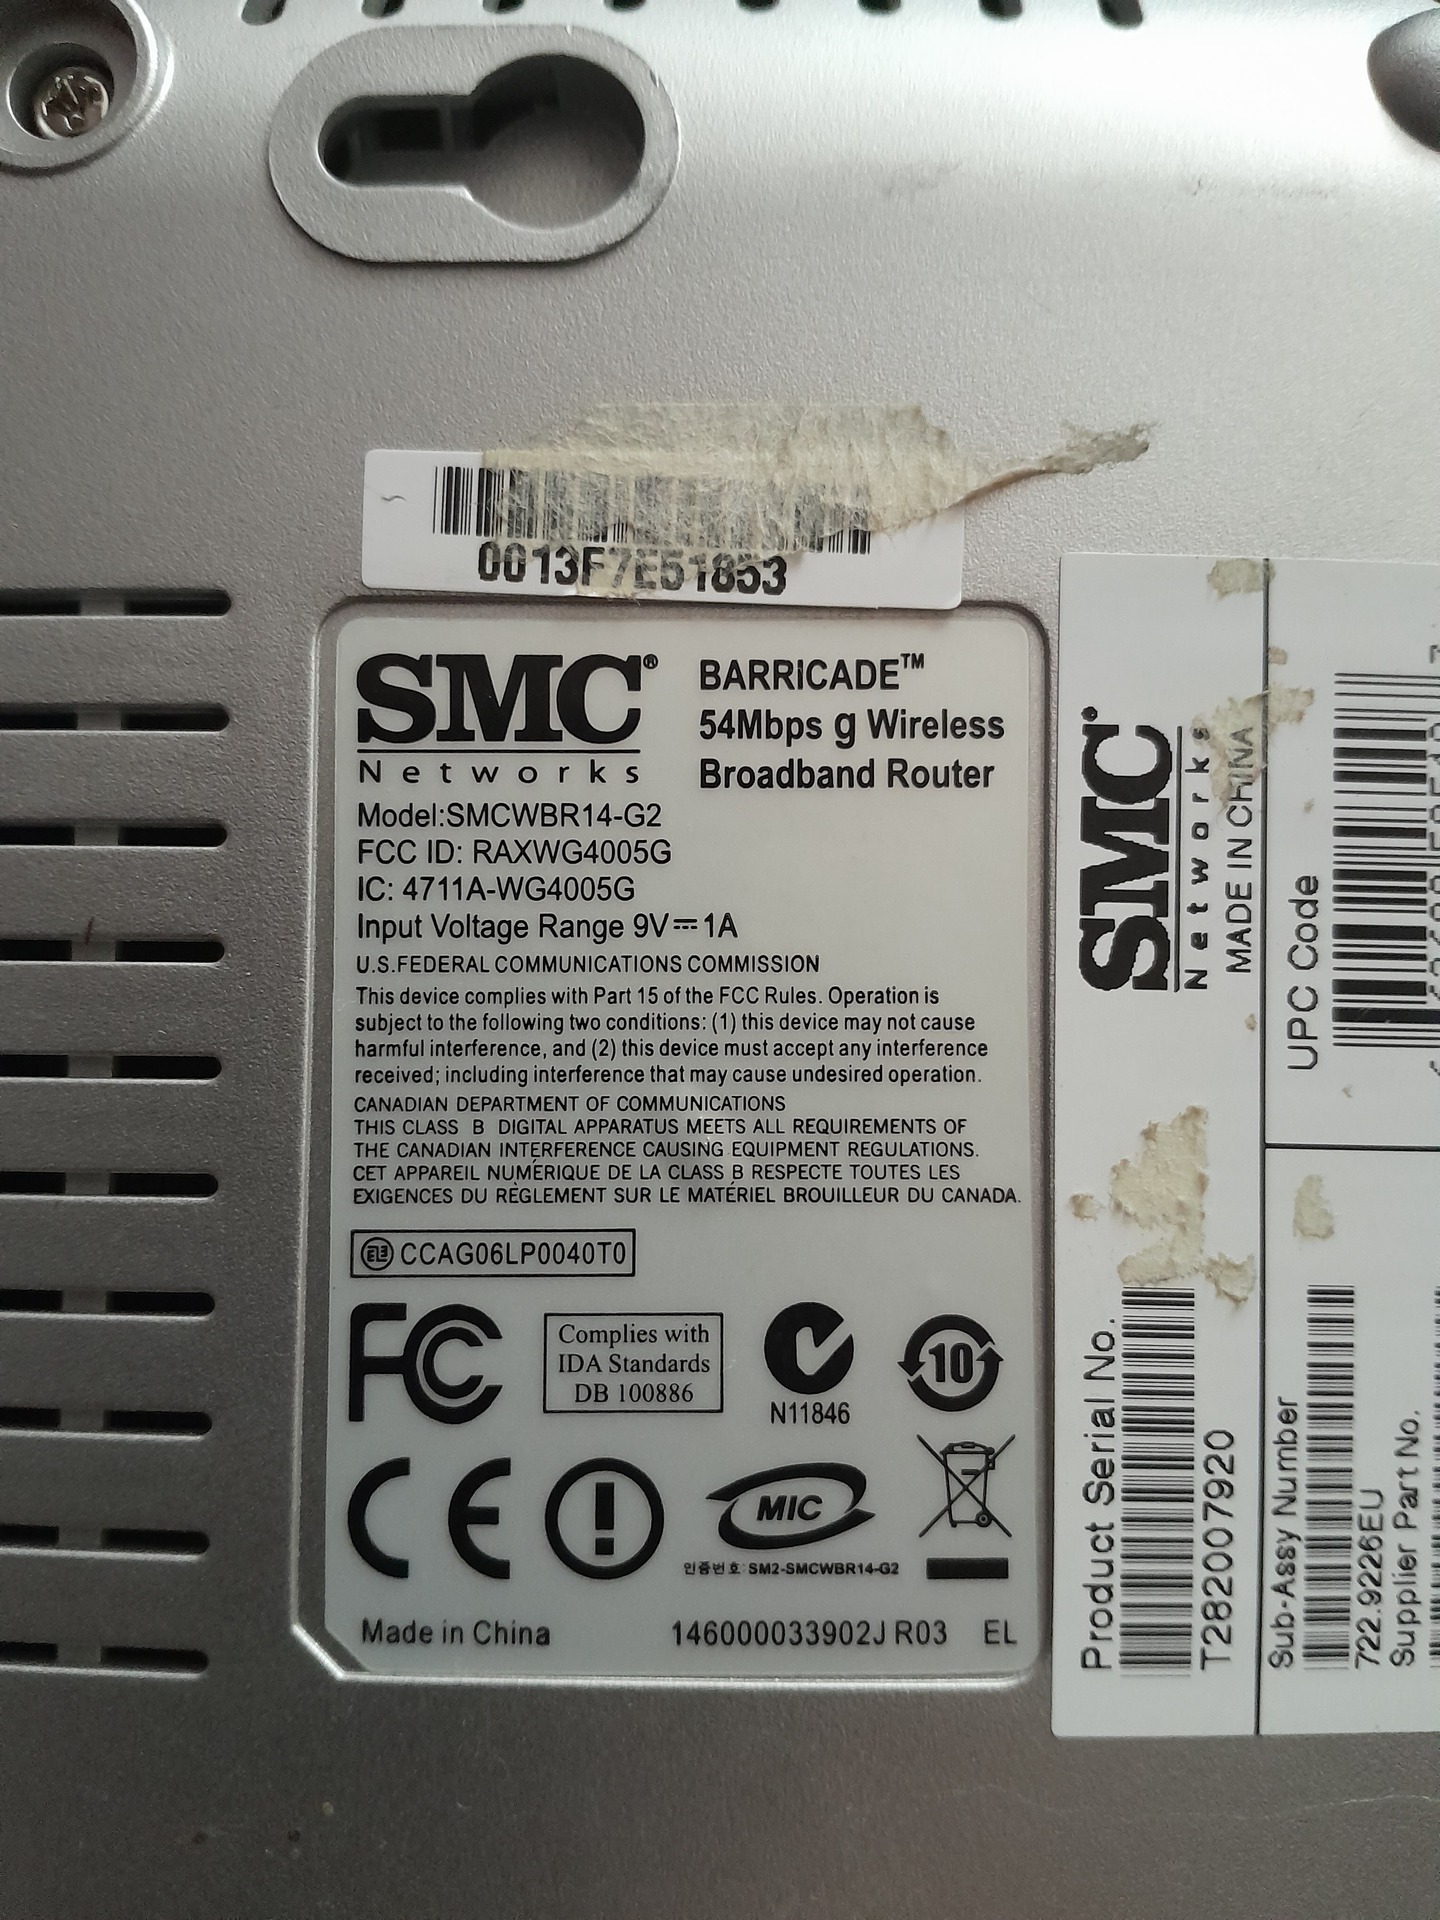 0013F7E51853
SMC®
Networks
BARRICADE™
54Mbps g Wireless
Broadband Router
Model:SMCWBR14-G2
FCC ID: RAXWG4005G
IC: 4711A-WG4005G
Input Voltage Range 9V⎓1A
U.S.FEDERAL COMMUNICATIONS COMMISSION
This device complies with Part 15 of the FCC Rules. Operation is
subject to the following two conditions: (1) this device may not cause
harmful interference, and (2) this device must accept any interference
received; including interference that may cause undesired operation.
CANADIAN DEPARTMENT OF COMMUNICATIONS
THIS CLASS B DIGITAL APPARATUS MEETS ALL REQUIREMENTS OF
THE CANADIAN INTERFERENCE CAUSING EQUIPMENT REGULATIONS.
CET APPAREIL NUMÉRIQUE DE LA CLASS B RESPECTE TOUTES LES
EXIGENCES DU RÈGLEMENT SUR LE MATÉRIEL BROUILLEUR DU CANADA.
CCAG06LP0040T0
FC
Complies with
IDA Standards
DB 100886
N11846
10
CE
!
MIC
인증번호: SM2-SMCWBR14-G2
Made in China
146000033902J R03 EL
SMC®
Networks
MADE IN CHINA
Product Serial No.
T282007920
UPC Code
Sub-Assy Number
722.9226EU
Supplier Part No.